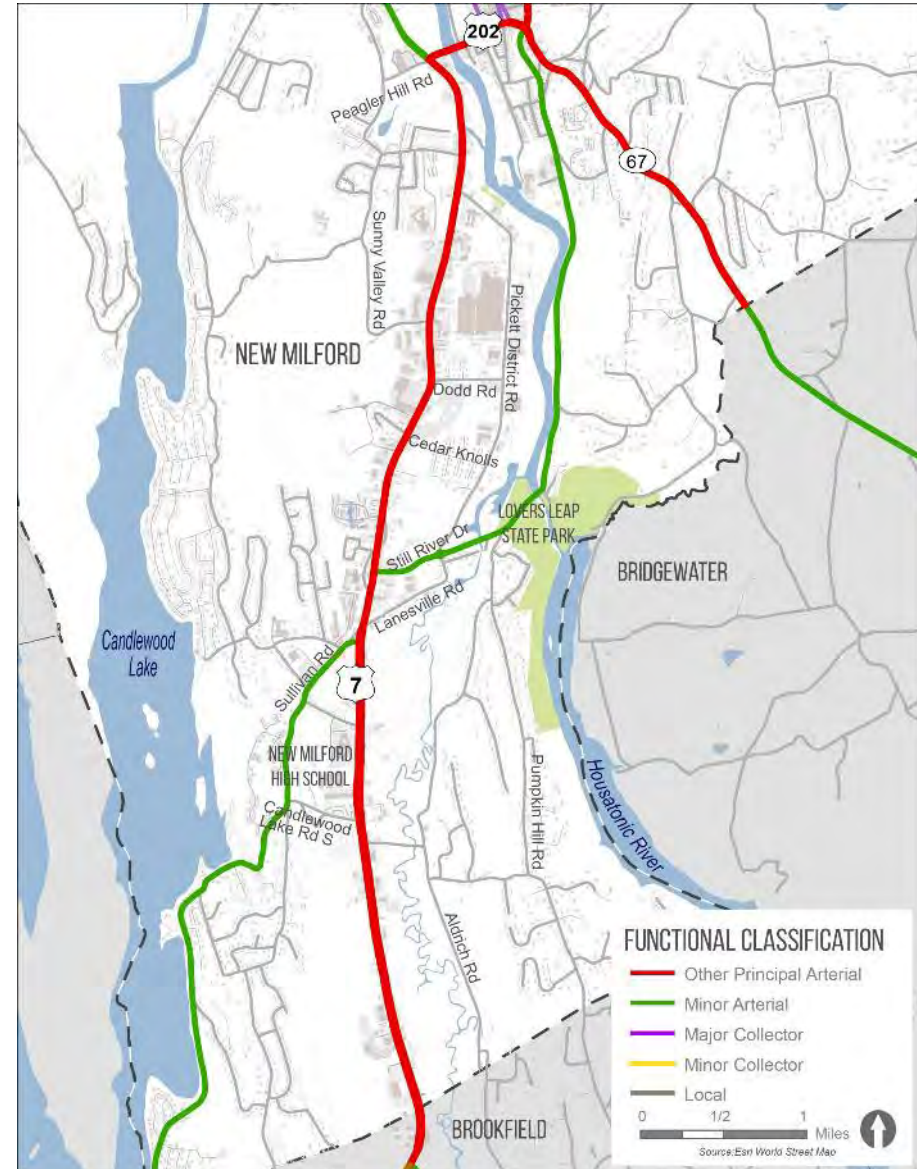 202
Peagler Hill Rd
67
Sunny Valley Rd
Pickett District Rd
NEW MILFORD
Dodd Rd
Cedar Knolls
LOVERS LEAP
STATE PARK
Still River Dr
BRIDGEWATER
Lanesville Rd
Candlewood
Lake
Sullivan Rd
7
NEW MILFORD
HIGH SCHOOL
Pumpkin Hill Rd
Housatonic River
Candlewood
Lake Rd S
Aldrich Rd
FUNCTIONAL CLASSIFICATION
Other Principal Arterial
Minor Arterial
Major Collector
Minor Collector
Local
0 1/2 1
Miles
BROOKFIELD
Source:Esri World Street Map